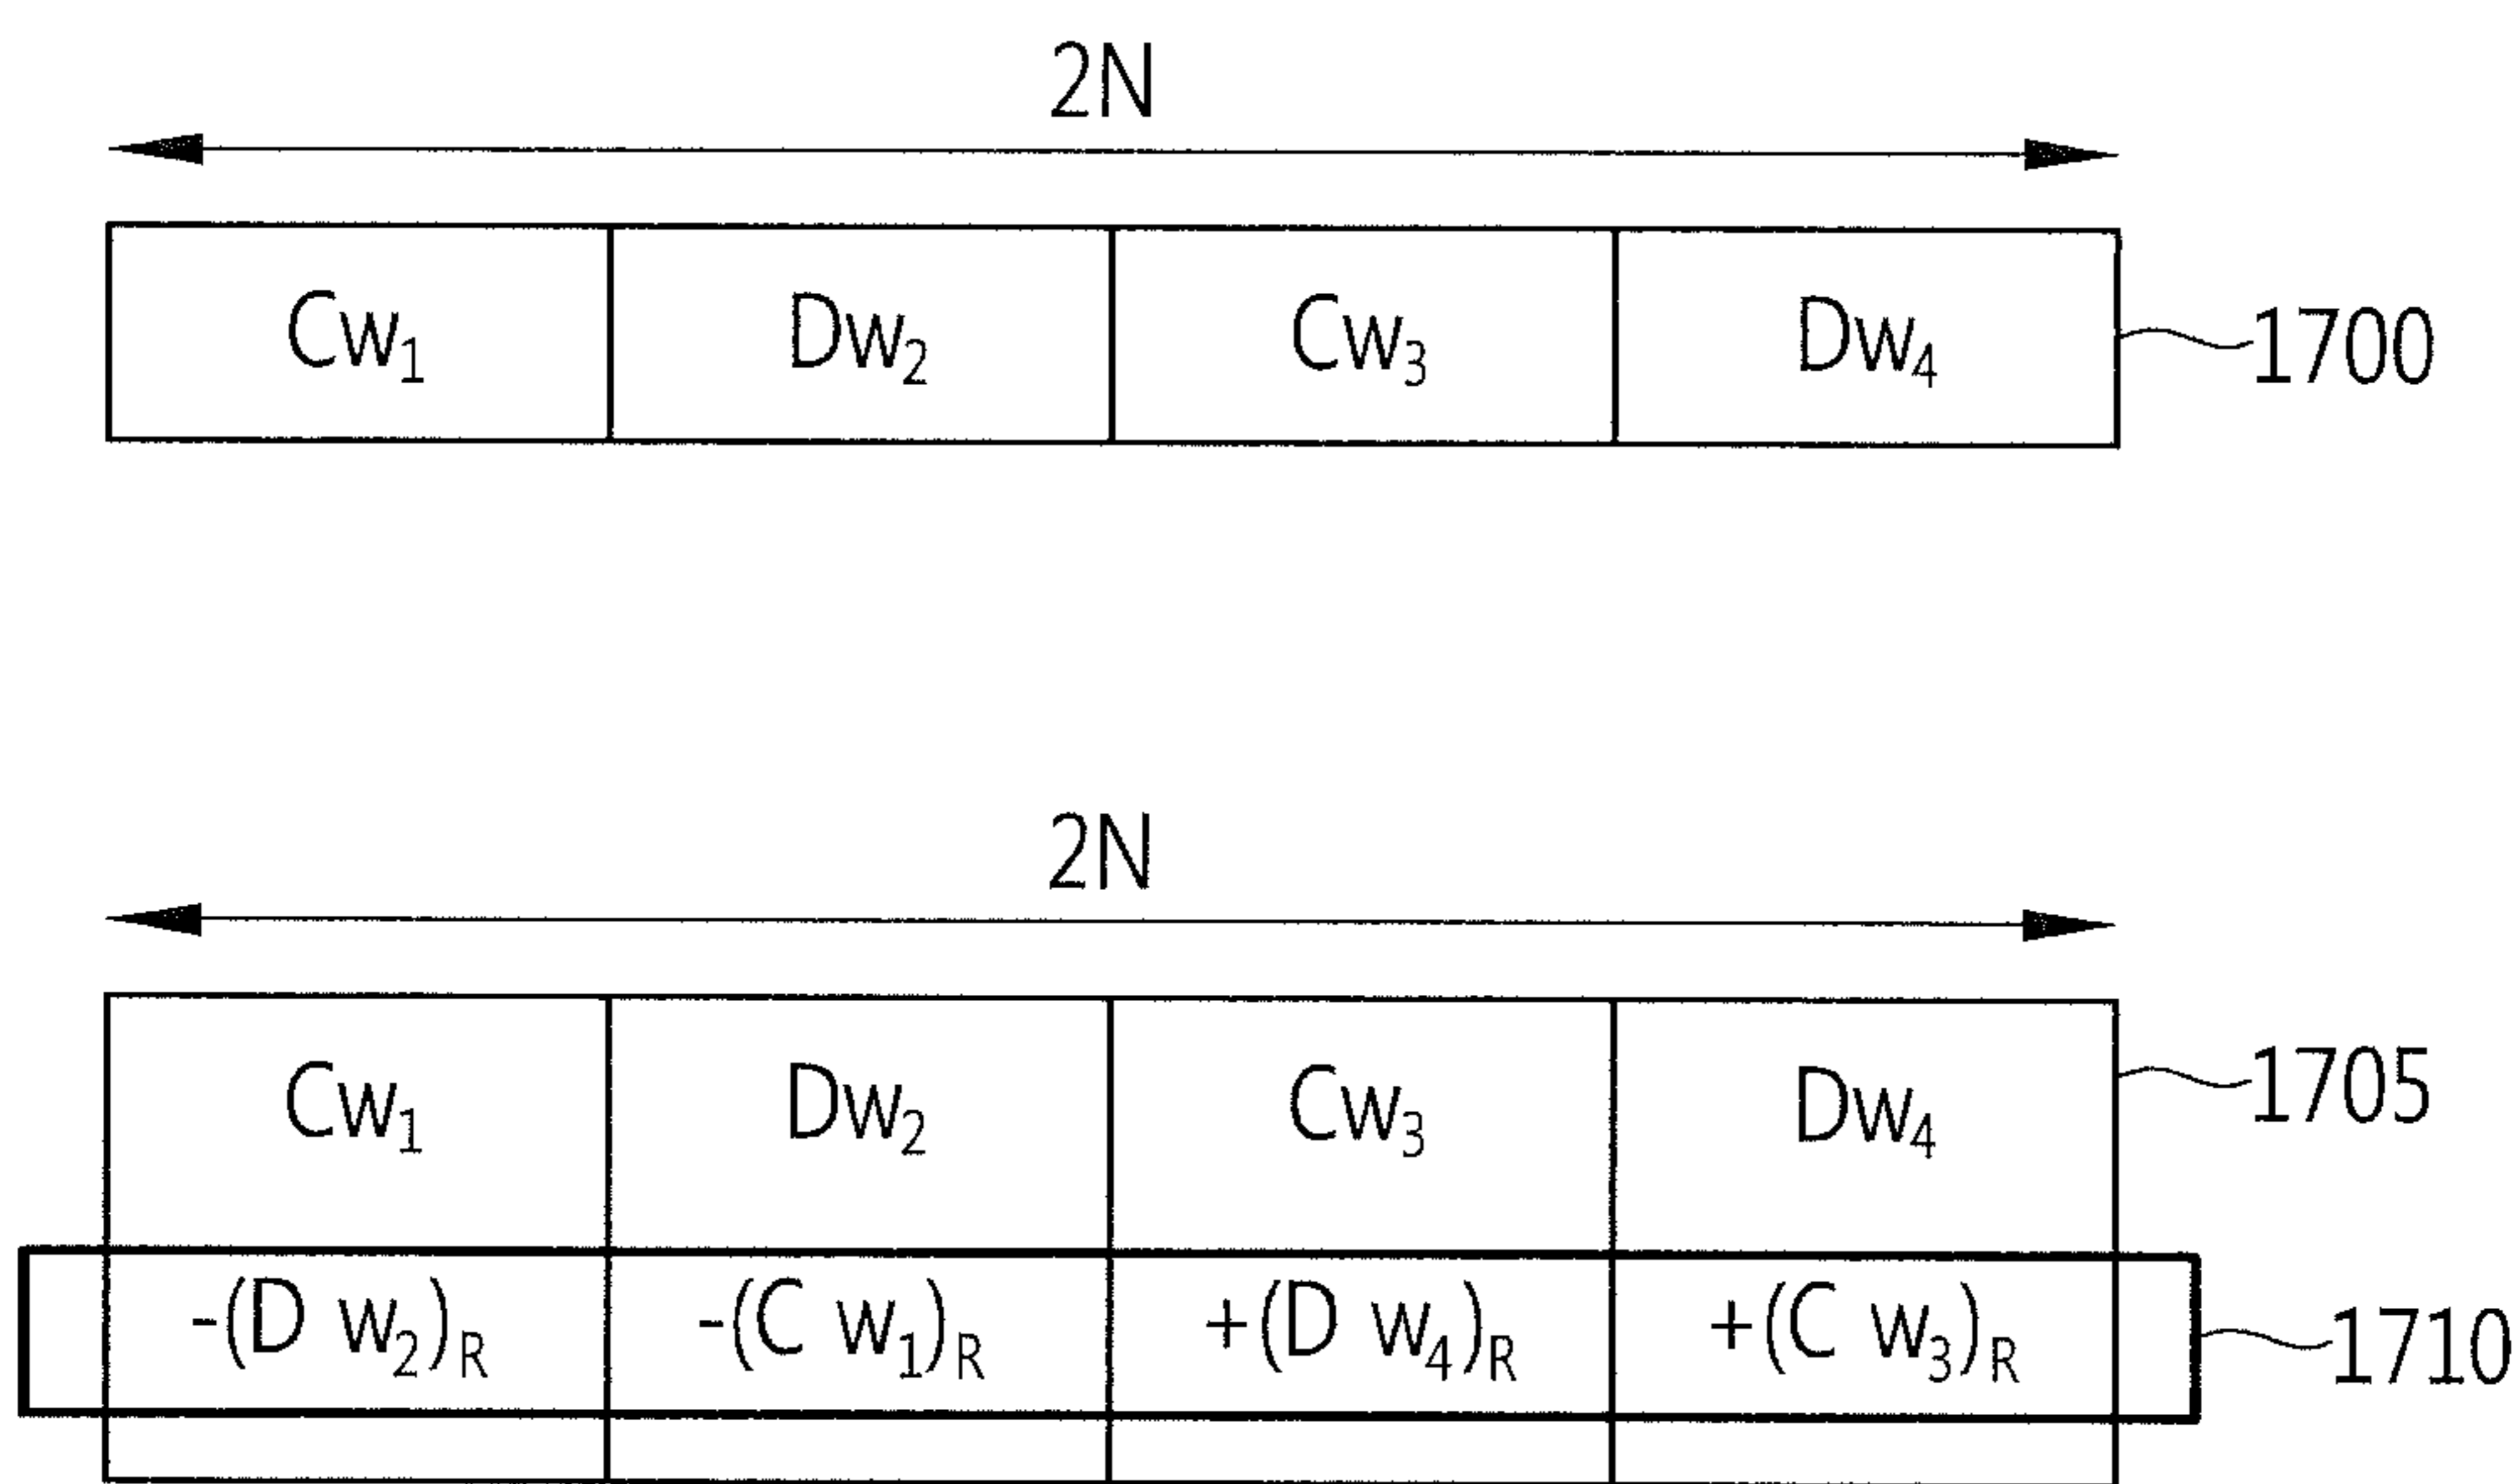 2N
Cw₁ Dw₂ Cw₃ Dw₄ 1700
2N
Cw₁ Dw₂ Cw₃ Dw₄ 1705
-(D w₂)R -(C w₁)R +(D w₄)R +(C w₃)R 1710